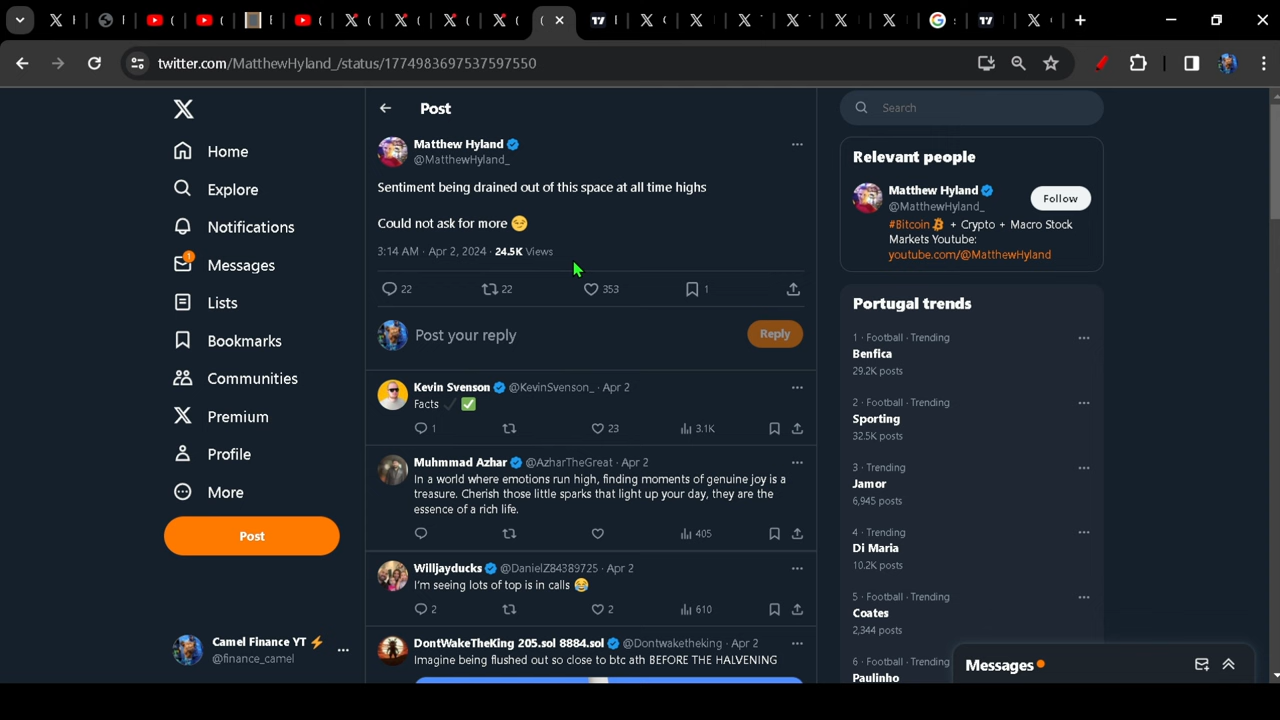 twitter.com/MatthewHyland_/status/1774983697537597550
Home
Explore
Notifications
1
Messages
Lists
Bookmarks
Communities
Premium
Profile
More
Post
Camel Finance YT
@finance_camel
Post
Matthew Hyland
@MatthewHyland_
Sentiment being drained out of this space at all time highs
Could not ask for more 😏
3:14 AM · Apr 2, 2024 · 24.5K Views
22 22 353 1
Post your reply
Reply
Kevin Svenson @KevinSvenson_ · Apr 2
Facts ✔ ✅
1 23 3.1K
Muhmmad Azhar @AzharTheGreat · Apr 2
In a world where emotions run high, finding moments of genuine joy is a
treasure. Cherish those little sparks that light up your day, they are the
essence of a rich life.
405
Willjayducks @DanielZ84389725 · Apr 2
I'm seeing lots of top is in calls 😂
2 2 610
DontWakeTheKing 205.sol 8884.sol @Dontwaketheking · Apr 2
Imagine being flushed out so close to btc ath BEFORE THE HALVENING
Search
Relevant people
Matthew Hyland
@MatthewHyland_
Follow
#Bitcoin + Crypto + Macro Stock
Markets Youtube:
youtube.com/@MatthewHyland
Portugal trends
1 · Football · Trending
Benfica
29.2K posts
2 · Football · Trending
Sporting
32.5K posts
3 · Trending
Jamor
6,945 posts
4 · Trending
Di Maria
10.2K posts
5 · Football · Trending
Coates
2,344 posts
6 · Football · Trending
Paulinho
Messages